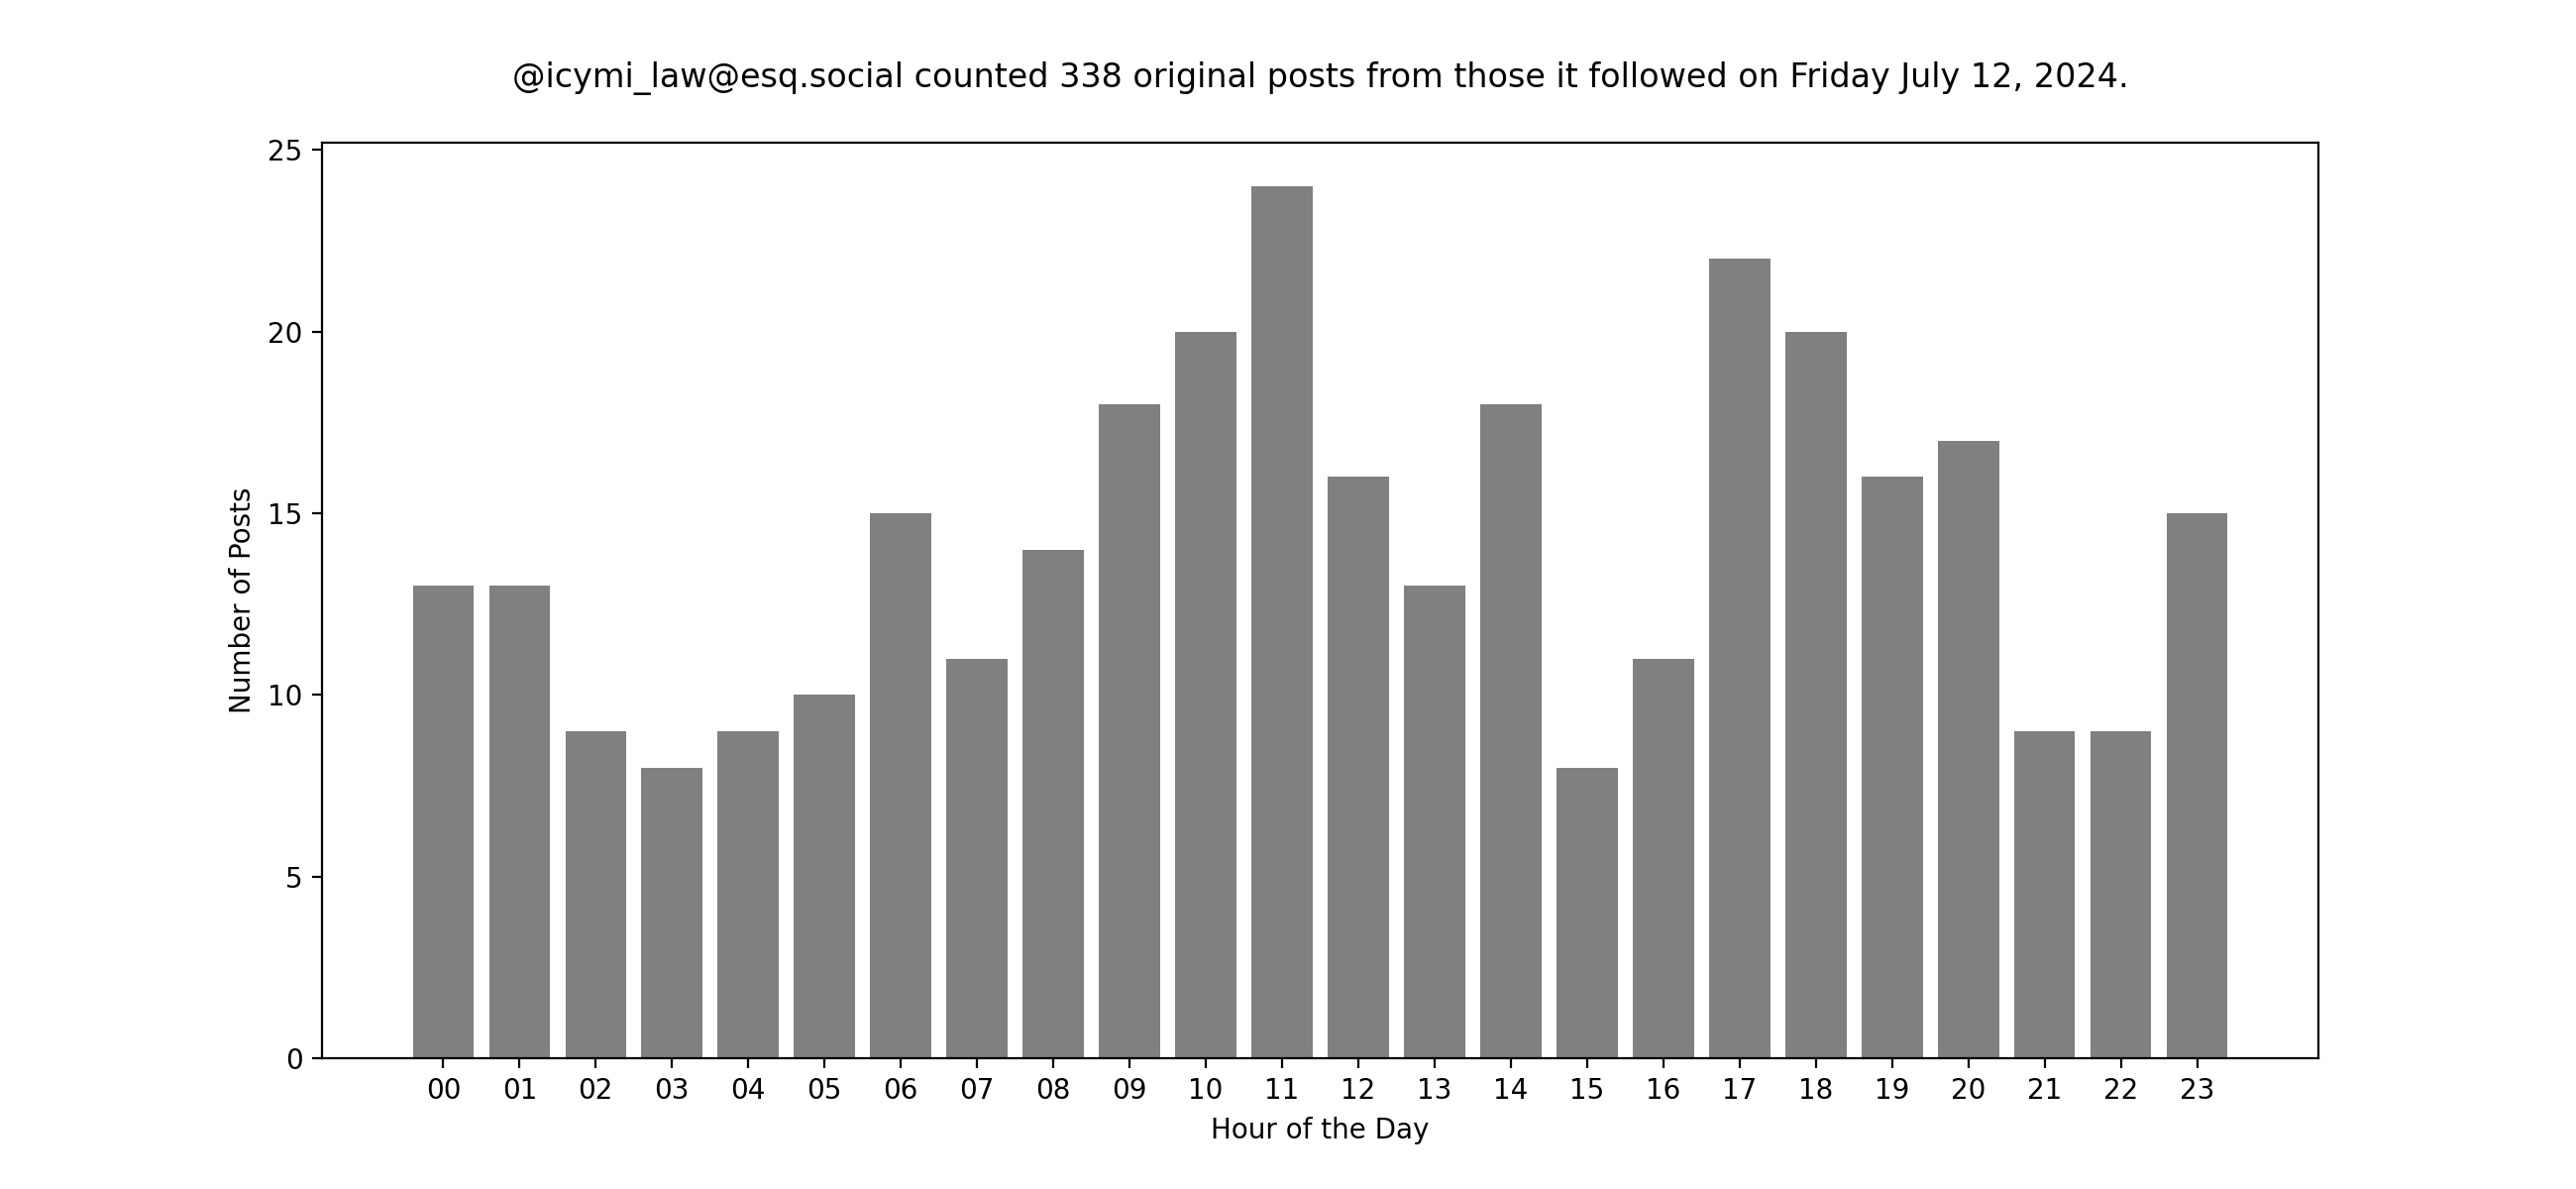 @icymi_law@esq.social counted 338 original posts from those it followed on Friday July 12, 2024.
25
20
15
10
5
0
Number of Posts
00 01 02 03 04 05 06 07 08 09 10 11 12 13 14 15 16 17 18 19 20 21 22 23
Hour of the Day